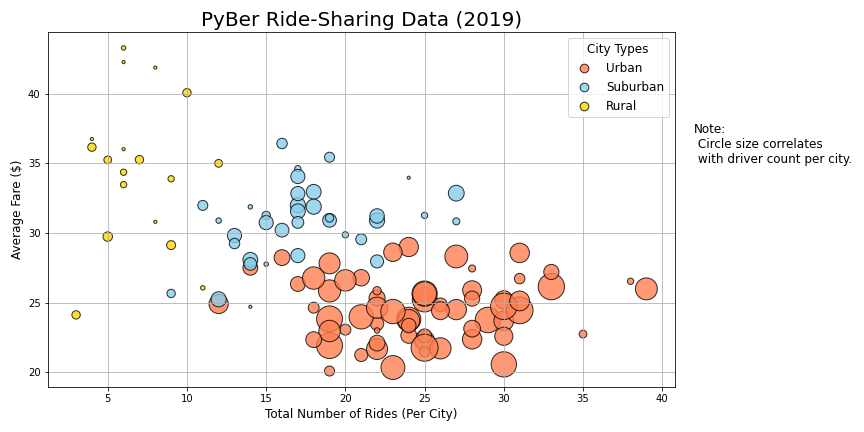 PyBer Ride-Sharing Data (2019)
City Types
Urban
Suburban
Rural
Note:
Circle size correlates
with driver count per city.
Average Fare ($)
40
35
30
25
20
5 10 15 20 25 30 35 40
Total Number of Rides (Per City)